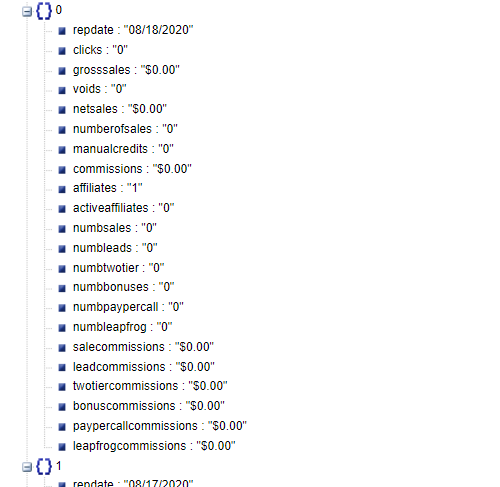 0
repdate : "08/18/2020"
clicks : "0"
grosssales : "$0.00"
voids : "0"
netsales : "$0.00"
numberofsales : "0"
manualcredits : "0"
commissions : "$0.00"
affiliates : "1"
activeaffiliates : "0"
numbsales : "0"
numbleads : "0"
numbtwotier : "0"
numbbonuses : "0"
numbpaypercall : "0"
numbleapfrog : "0"
salecommissions : "$0.00"
leadcommissions : "$0.00"
twotiercommissions : "$0.00"
bonuscommissions : "$0.00"
paypercallcommissions : "$0.00"
leapfrogcommissions : "$0.00"
1
repdate : "08/17/2020"